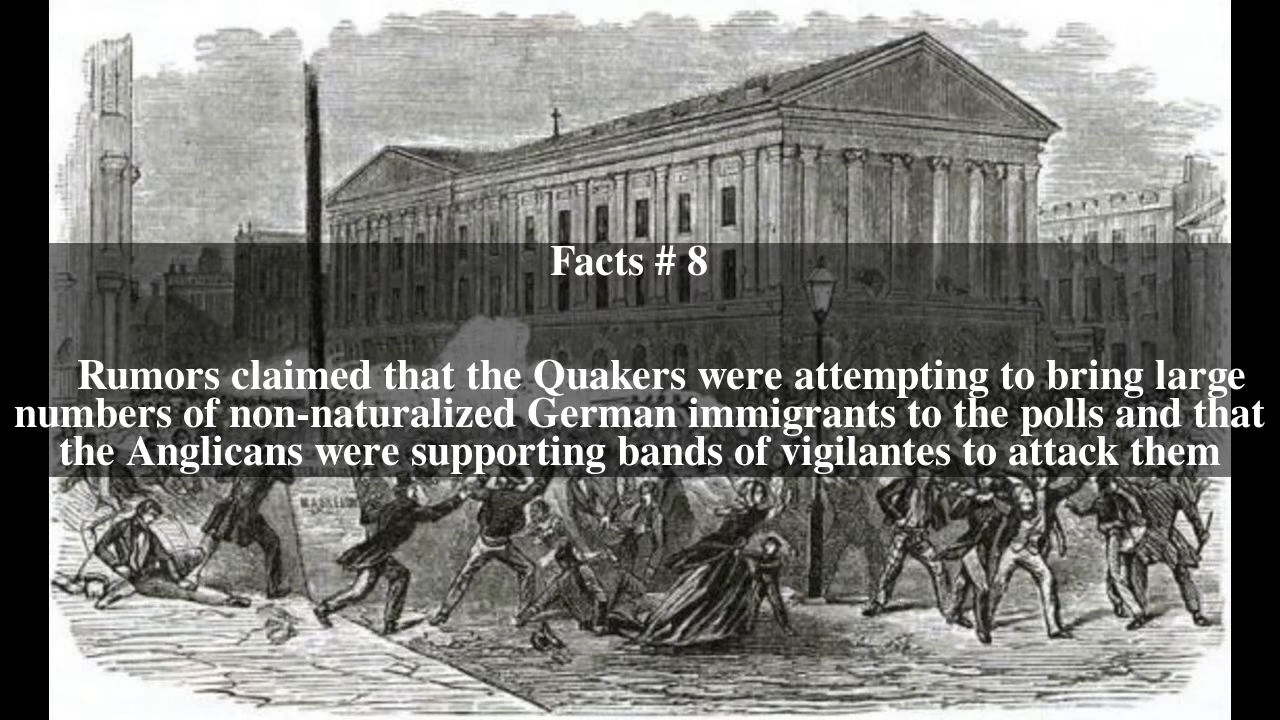 Facts # 8
Rumors claimed that the Quakers were attempting to bring large
numbers of non-naturalized German immigrants to the polls and that
the Anglicans were supporting bands of vigilantes to attack them